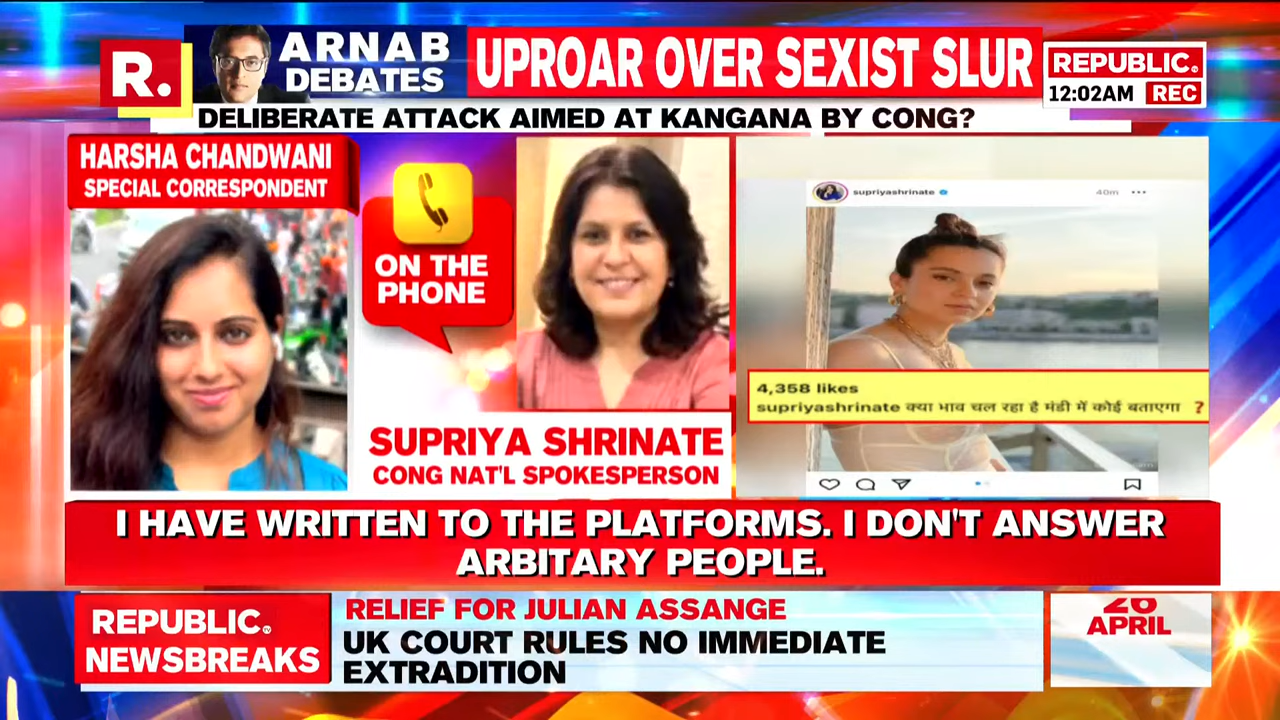 R.
ARNAB
DEBATES
UPROAR OVER SEXIST SLUR
REPUBLIC.
12:02AM REC
DELIBERATE ATTACK AIMED AT KANGANA BY CONG?
HARSHA CHANDWANI
SPECIAL CORRESPONDENT
ON THE
PHONE
SUPRIYA SHRINATE
CONG NAT'L SPOKESPERSON
supriyashrinate
40m
4,358 likes
supriyashrinate क्या भाव चल रहा है मंडी में कोई बताएगा ?
I HAVE WRITTEN TO THE PLATFORMS. I DON'T ANSWER
ARBITARY PEOPLE.
REPUBLIC TV
NEWSBREAKS
RELIEF FOR JULIAN ASSANGE
UK COURT RULES NO IMMEDIATE
EXTRADITION
APRIL